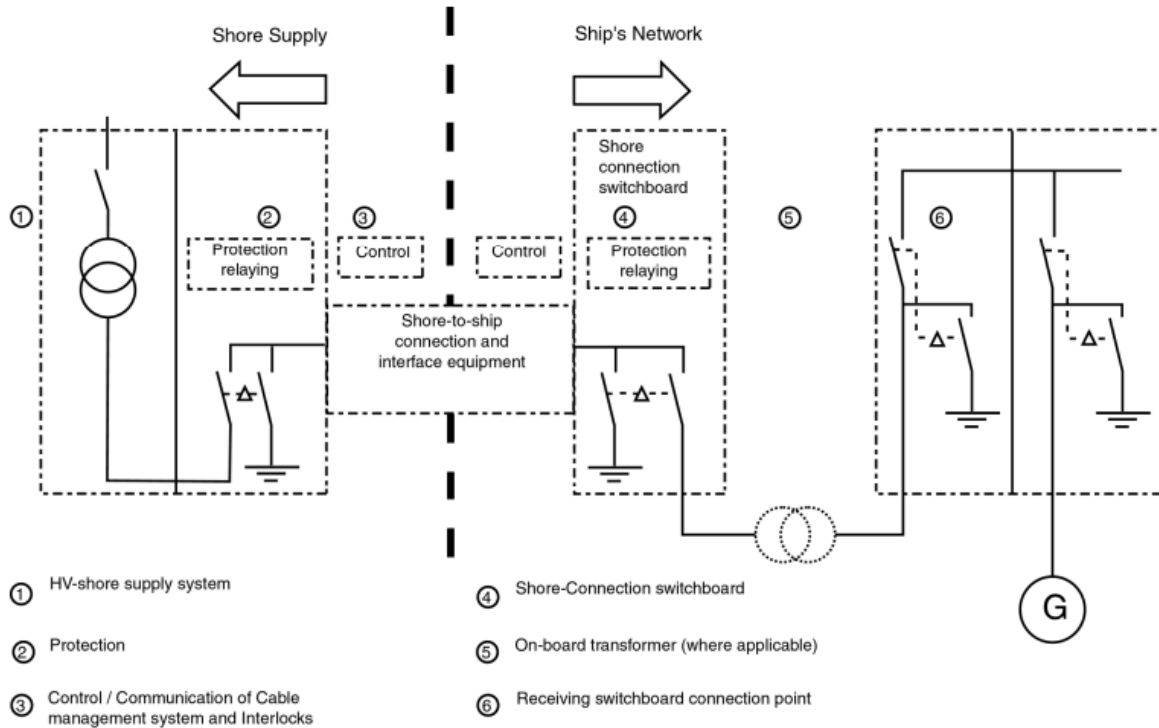 Shore Supply
Ship's Network
Shore
connection
switchboard
1
2
3
4
5
6
Protection
relaying
Control
Control
Protection
relaying
Shore-to-ship
connection and
interface equipment
G
1 HV-shore supply system
2 Protection
3 Control / Communication of Cable
management system and Interlocks
4 Shore-Connection switchboard
5 On-board transformer (where applicable)
6 Receiving switchboard connection point